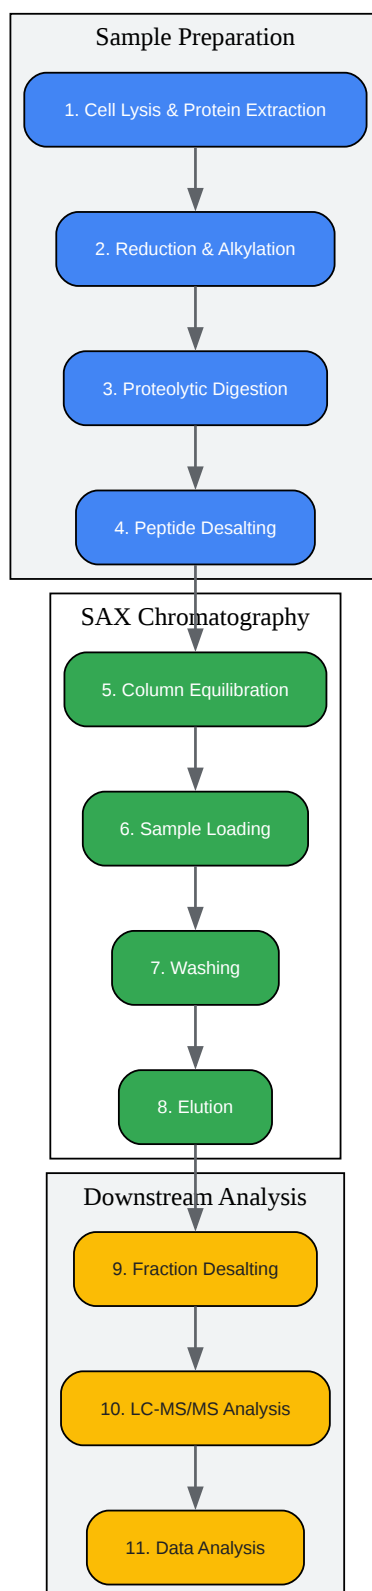 Sample Preparation
1. Cell Lysis & Protein Extraction
2. Reduction & Alkylation
3. Proteolytic Digestion
4. Peptide Desalting
SAX Chromatography
5. Column Equilibration
6. Sample Loading
7. Washing
8. Elution
Downstream Analysis
9. Fraction Desalting
10. LC-MS/MS Analysis
11. Data Analysis